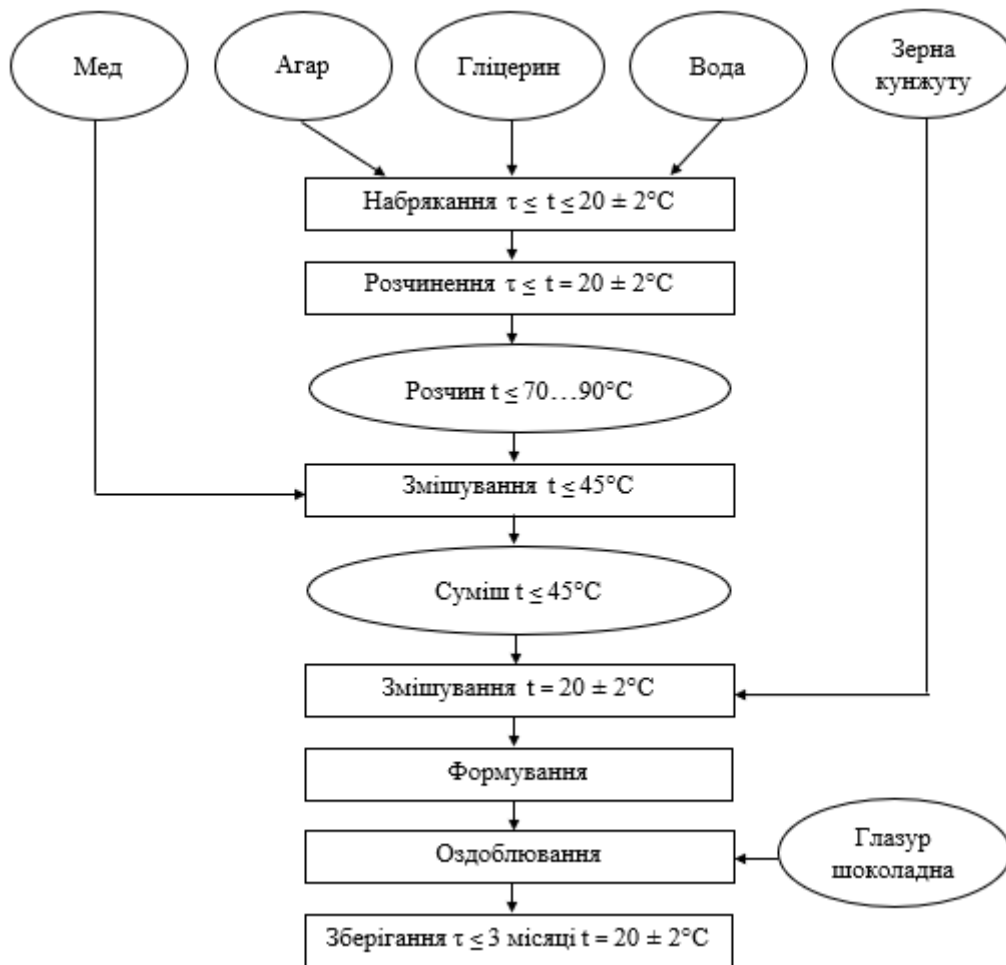 Мед
Агар
Гліцерин
Вода
Зерна
кунжуту
Набрякання τ ≤ t ≤ 20 ± 2°C
Розчинення τ ≤ t = 20 ± 2°C
Розчин t ≤ 70…90°C
Змішування t ≤ 45°C
Суміш t ≤ 45°C
Змішування t = 20 ± 2°C
Формування
Оздоблювання
Глазур
шоколадна
Зберігання τ ≤ 3 місяці t = 20 ± 2°C